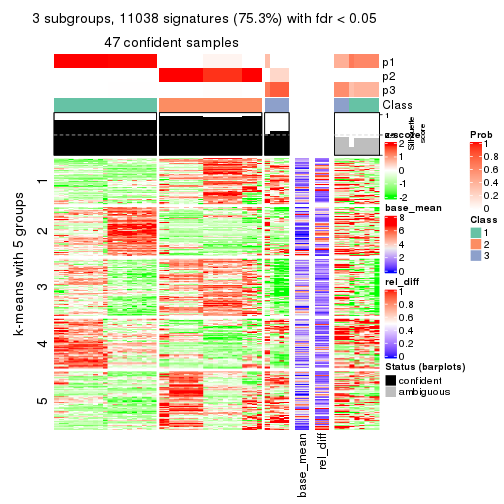 3 subgroups, 11038 signatures (75.3%) with fdr < 0.05
47 confident samples
p1
p2
p3
Class
1
Silhouette
score
z-score
2
1
0
-1
-2
base_mean
8
6
4
2
0
rel_diff
1
0.8
0.6
0.4
0.2
0
Status (barplots)
confident
ambiguous
Prob
1
0.8
0.6
0.4
0.2
0
Class
1
2
3
k-means with 5 groups
1
2
3
4
5
base_mean
rel_diff